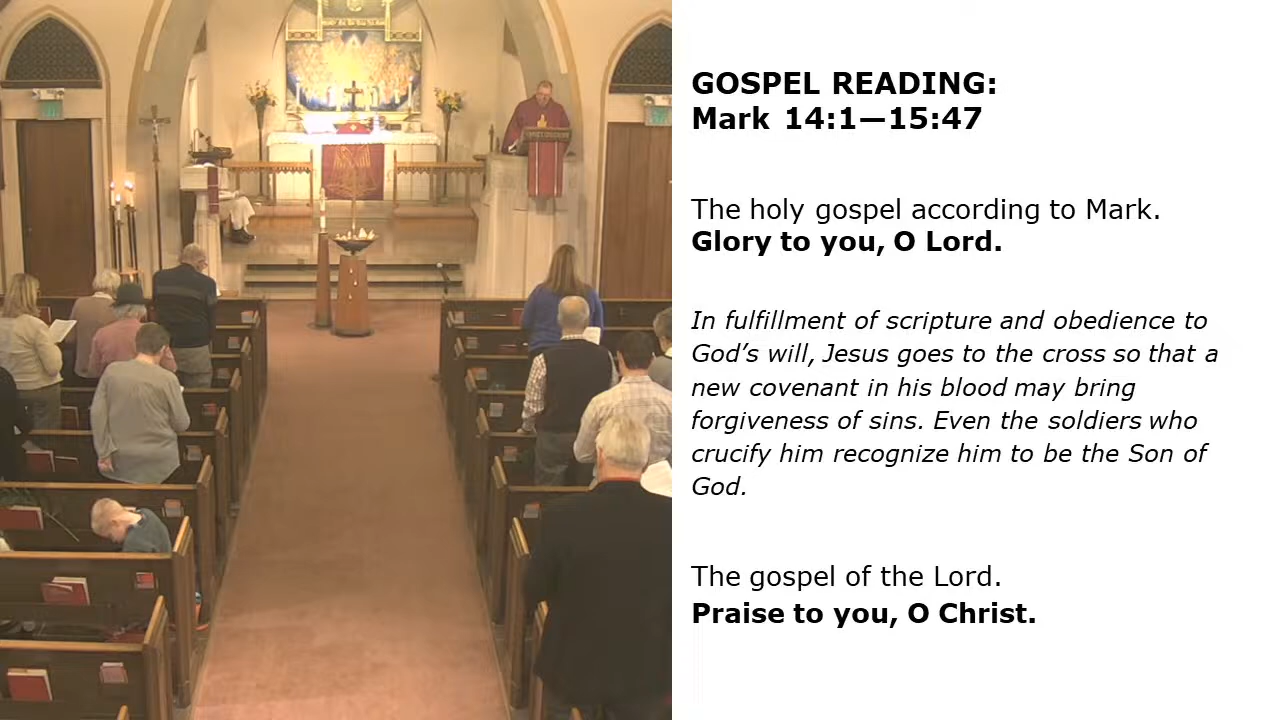 GOSPEL READING:
Mark 14:1—15:47
The holy gospel according to Mark.
Glory to you, O Lord.
In fulfillment of scripture and obedience to
God’s will, Jesus goes to the cross so that a
new covenant in his blood may bring
forgiveness of sins. Even the soldiers who
crucify him recognize him to be the Son of
God.
The gospel of the Lord.
Praise to you, O Christ.